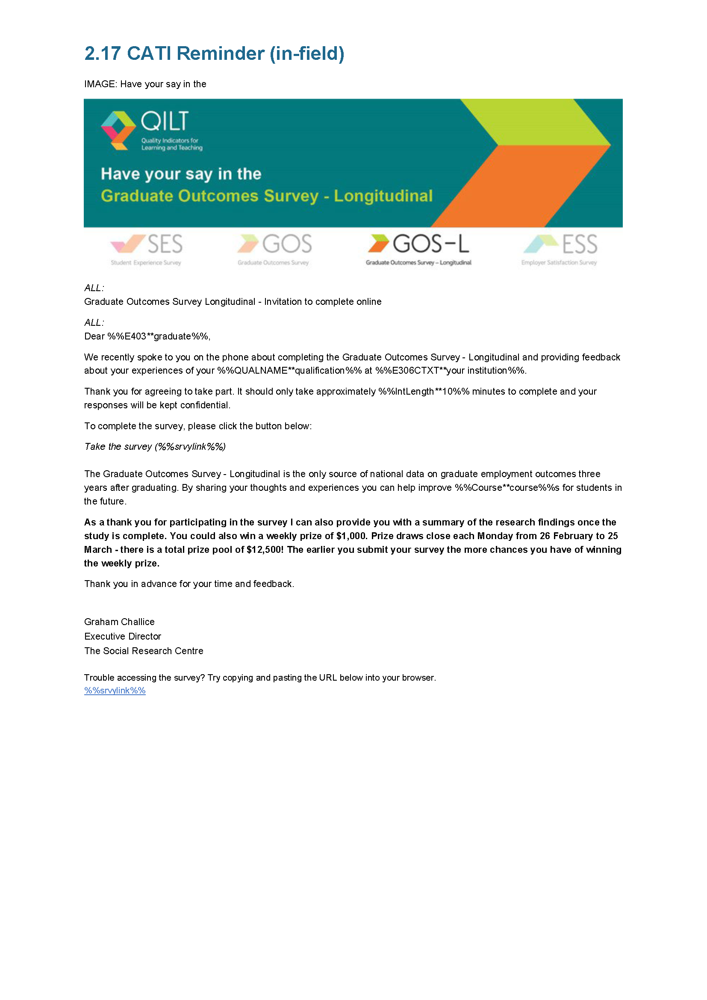 2.17 CATI Reminder (in-field)
IMAGE: Have your say in the
QILT
Quality Indicators for
Learning and Teaching
Have your say in the
Graduate Outcomes Survey - Longitudinal
SES
Student Experience Survey
GOS
Graduate Outcomes Survey
GOS-L
Graduate Outcomes Survey – Longitudinal
ESS
Employer Satisfaction Survey
ALL:
Graduate Outcomes Survey Longitudinal - Invitation to complete online
ALL:
Dear %%E403**graduate%%,
We recently spoke to you on the phone about completing the Graduate Outcomes Survey - Longitudinal and providing feedback
about your experiences of your %%QUALNAME**qualification%% at %%E306CTXT**your institution%%.
Thank you for agreeing to take part. It should only take approximately %%IntLength**10%% minutes to complete and your
responses will be kept confidential.
To complete the survey, please click the button below:
Take the survey (%%srvylink%%)
The Graduate Outcomes Survey - Longitudinal is the only source of national data on graduate employment outcomes three
years after graduating. By sharing your thoughts and experiences you can help improve %%Course**course%%s for students in
the future.
As a thank you for participating in the survey I can also provide you with a summary of the research findings once the
study is complete. You could also win a weekly prize of $1,000. Prize draws close each Monday from 26 February to 25
March - there is a total prize pool of $12,500! The earlier you submit your survey the more chances you have of winning
the weekly prize.
Thank you in advance for your time and feedback.
Graham Challice
Executive Director
The Social Research Centre
Trouble accessing the survey? Try copying and pasting the URL below into your browser.
%%srvylink%%